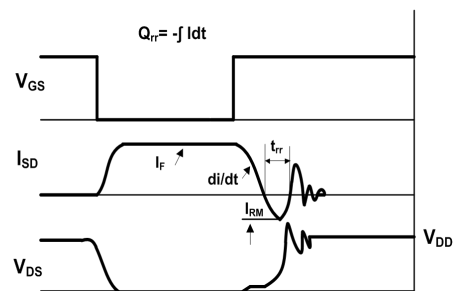 Qrr= -∫ Idt
VGS
ISD
IF
di/dt
trr
IRM
VDD
VDS